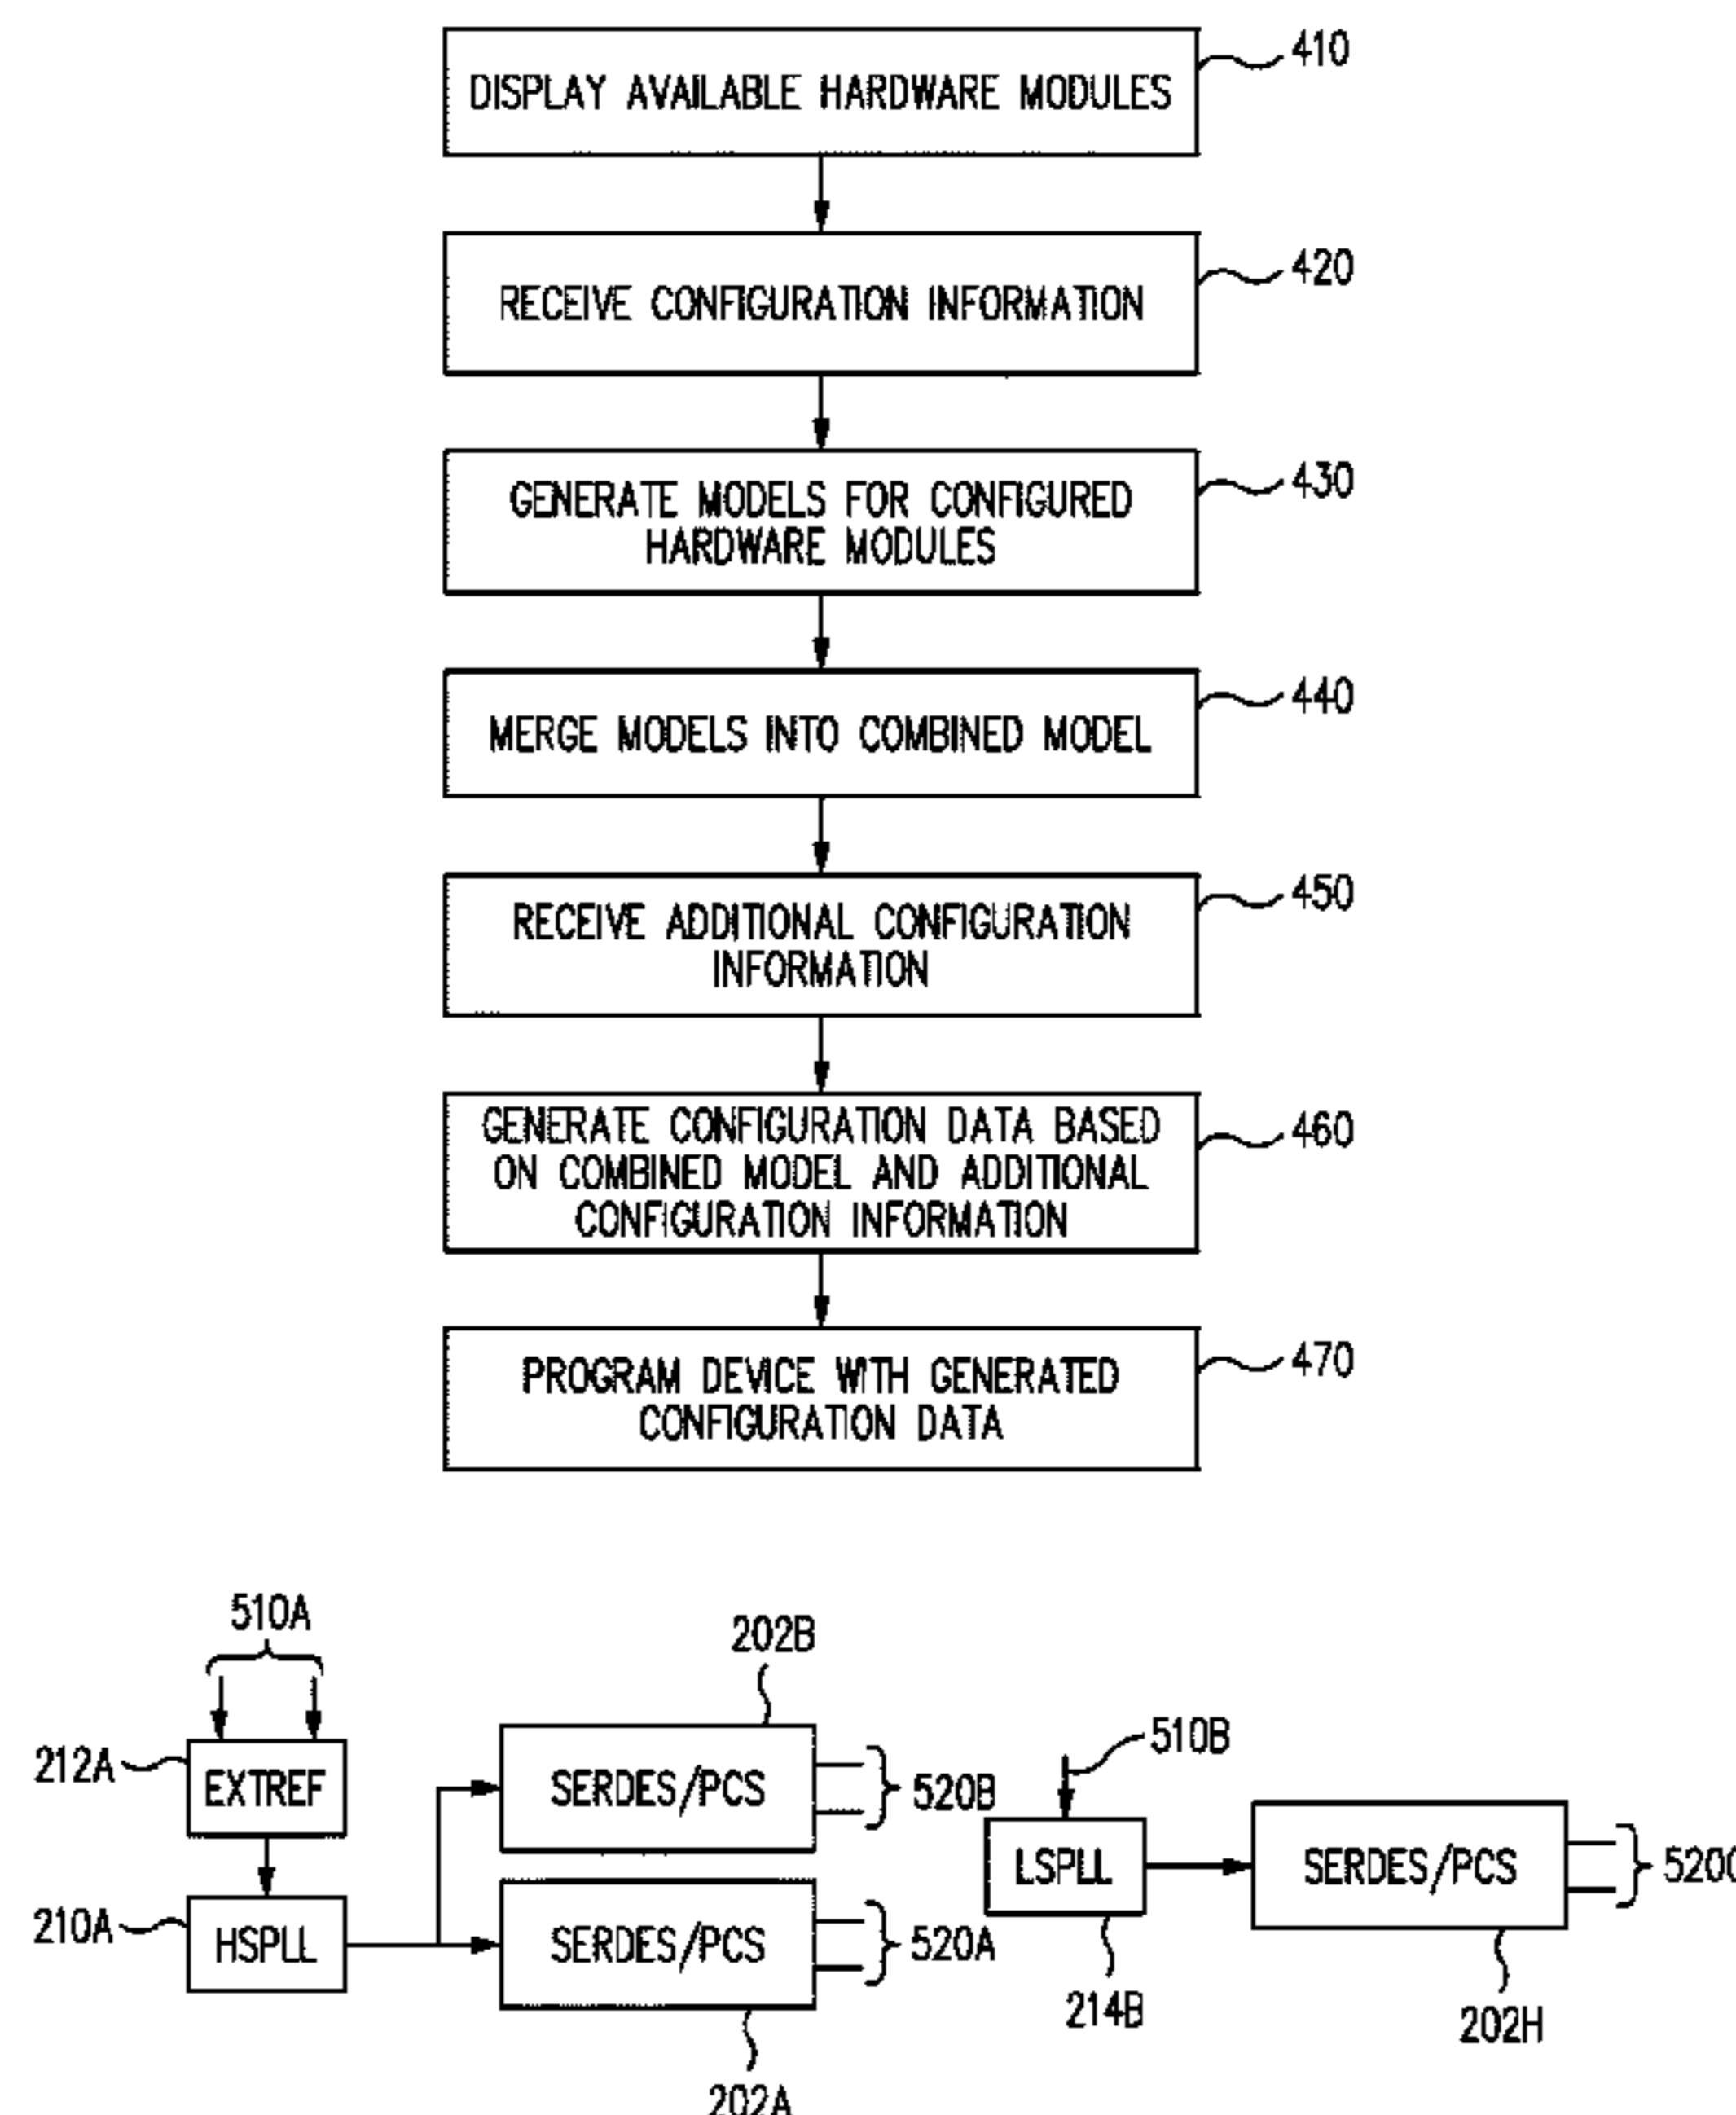 DISPLAY AVAILABLE HARDWARE MODULES
410
RECEIVE CONFIGURATION INFORMATION
420
GENERATE MODELS FOR CONFIGURED
HARDWARE MODULES
430
MERGE MODELS INTO COMBINED MODEL
440
RECEIVE ADDITIONAL CONFIGURATION
INFORMATION
450
GENERATE CONFIGURATION DATA BASED
ON COMBINED MODEL AND ADDITIONAL
CONFIGURATION INFORMATION
460
PROGRAM DEVICE WITH GENERATED
CONFIGURATION DATA
470
510A
212A
EXTREF
210A
HSPLL
202B
SERDES/PCS
520B
SERDES/PCS
520A
202A
510B
LSPLL
214B
SERDES/PCS
520C
202H